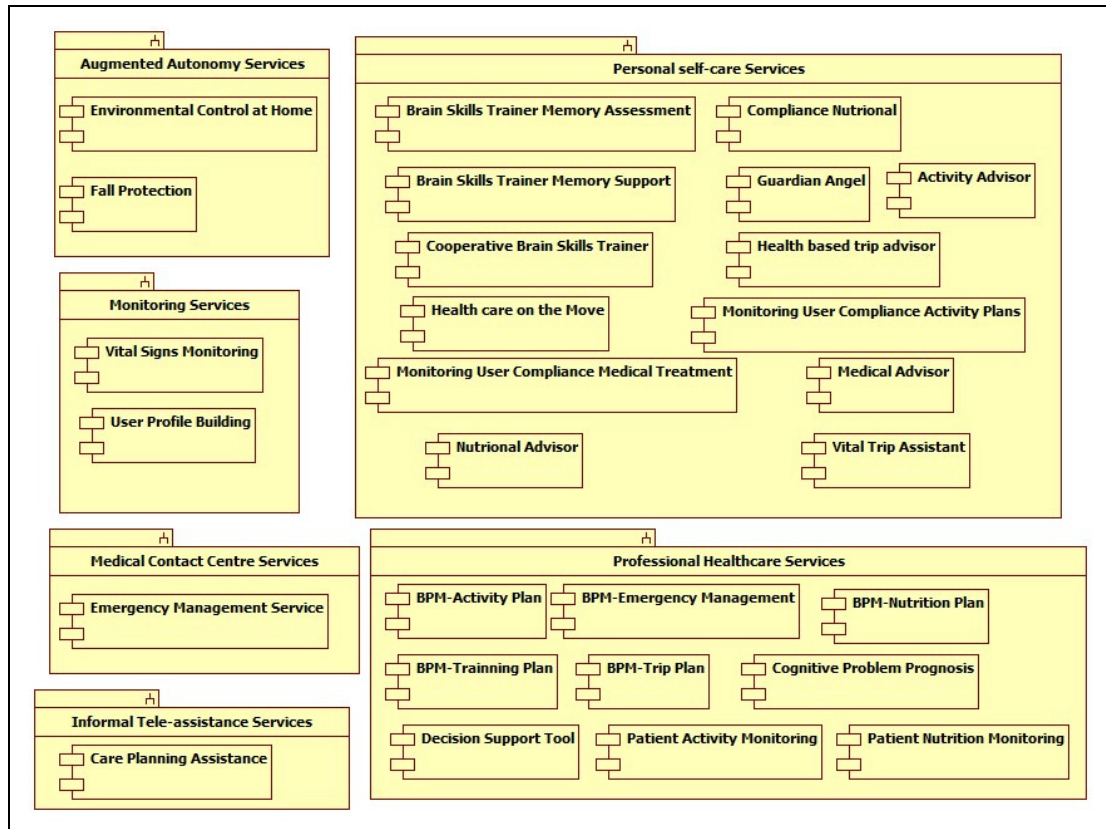 Augmented Autonomy Services
Environmental Control at Home
Fall Protection
Personal self-care Services
Brain Skills Trainer Memory Assessment
Compliance Nutrional
Brain Skills Trainer Memory Support
Guardian Angel
Activity Advisor
Cooperative Brain Skills Trainer
Health based trip advisor
Health care on the Move
Monitoring User Compliance Activity Plans
Monitoring User Compliance Medical Treatment
Medical Advisor
Nutrional Advisor
Vital Trip Assistant
Monitoring Services
Vital Signs Monitoring
User Profile Building
Medical Contact Centre Services
Emergency Management Service
Professional Healthcare Services
BPM-Activity Plan
BPM-Emergency Management
BPM-Nutrition Plan
BPM-Trainning Plan
BPM-Trip Plan
Cognitive Problem Prognosis
Decision Support Tool
Patient Activity Monitoring
Patient Nutrition Monitoring
Informal Tele-assistance Services
Care Planning Assistance